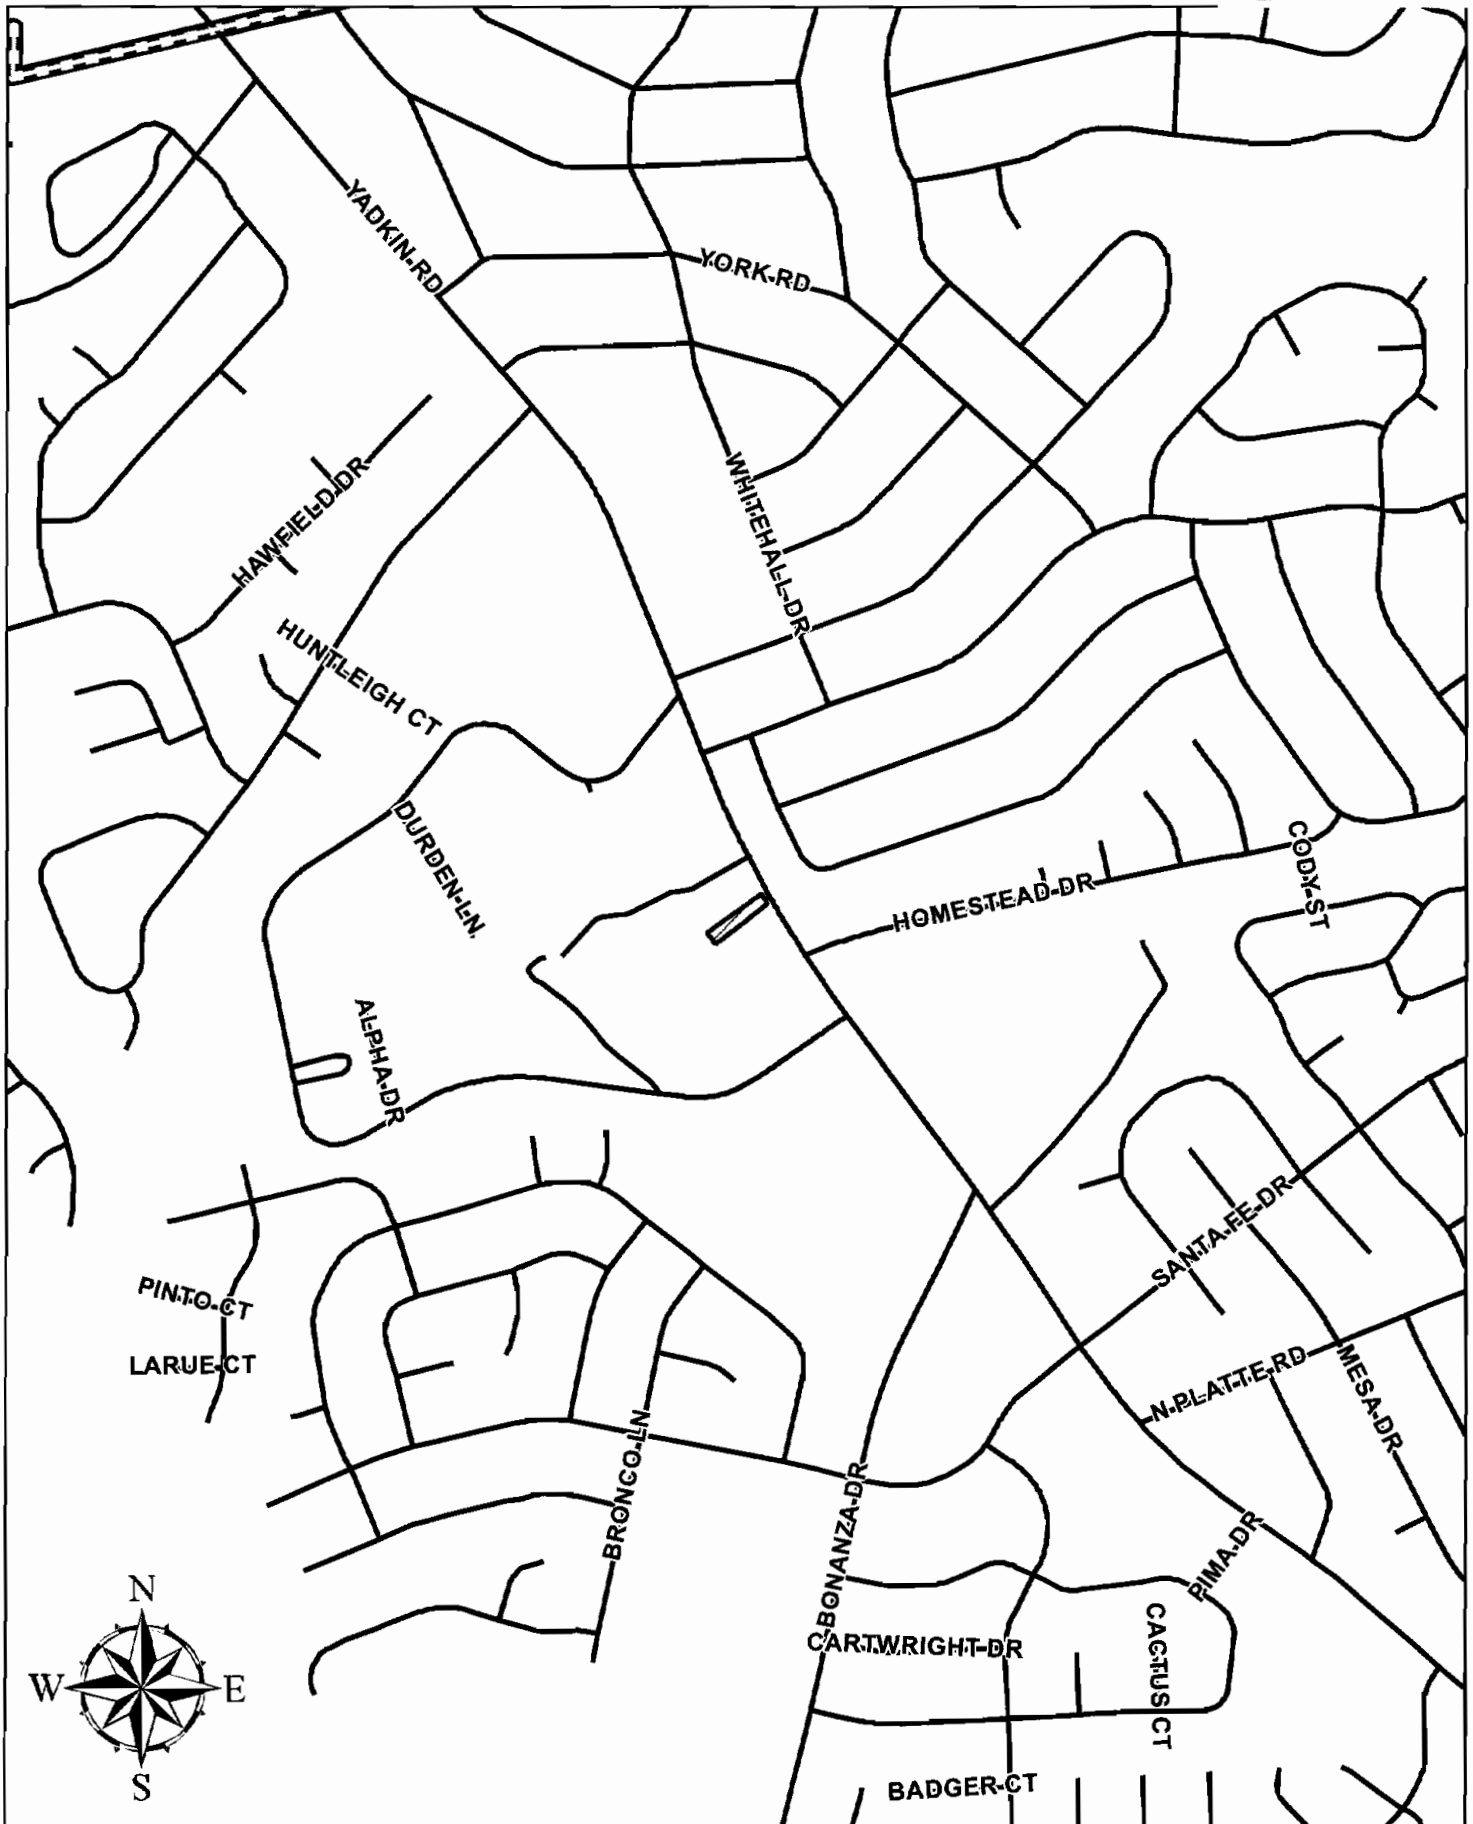 YADKIN RD
YORK RD
WHITEHALL DR
HAWFIELD DR
HUNTLEIGH CT
DURDEN LN
CODY ST
HOMESTEAD DR
ALPHA DR
SANTA FE DR
PINTO CT
LARUE CT
N PLATTE RD
MESA DR
BRONCO LN
BONANZA DR
PIMA DR
CARTWRIGHT DR
CACTUS CT
BADGER CT
N
W E
S